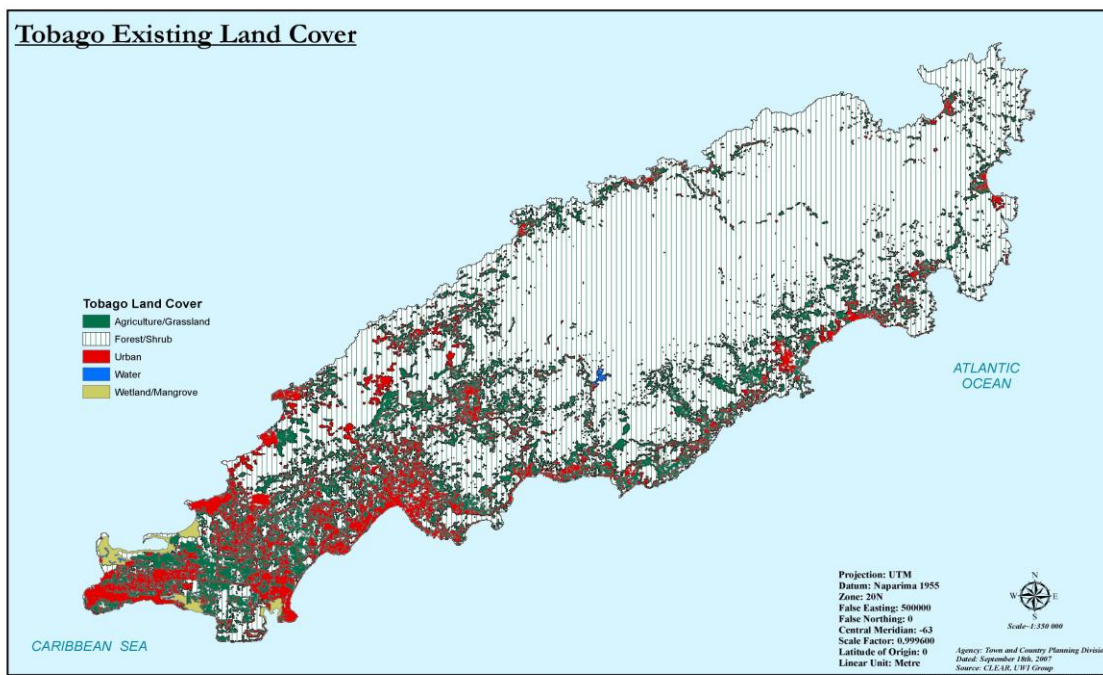 Tobago Existing Land Cover
Tobago Land Cover
Agriculture/Grassland
Forest/Shrub
Urban
Water
Wetland/Mangrove
ATLANTIC
OCEAN
CARIBBEAN SEA
Projection: UTM
Datum: Naparima 1955
Zone: 20N
False Easting: 500000
False Northing: 0
Central Meridian: -63
Scale Factor: 0.999600
Latitude of Origin: 0
Linear Unit: Metre
N
W E
S
Scale~1:350 000
Agency: Town and Country Planning Divisio
Dated: September 18th, 2007
Source: CLEAR, UWI Group